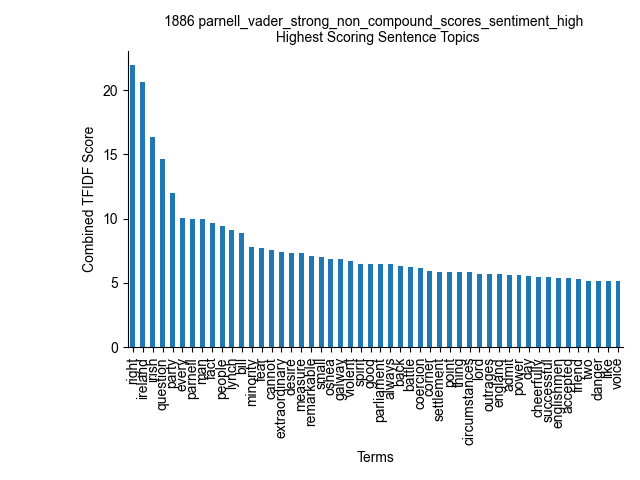 1886 parnell_vader_strong_non_compound_scores_sentiment_high
Highest Scoring Sentence Topics
Combined TFIDF Score
20
15
10
5
0
right
ireland
irish
question
party
every
parnell
man
fact
people
lynch
bill
minority
fear
cannot
extraordinary
desire
measure
remarkable
small
oshea
galway
violent
spirit
good
parliament
always
back
battle
coercion
corner
settlement
point
thing
circumstances
lord
outrages
england
admit
power
day
cheerfully
successful
englishmen
accepted
friend
two
danger
like
voice
Terms